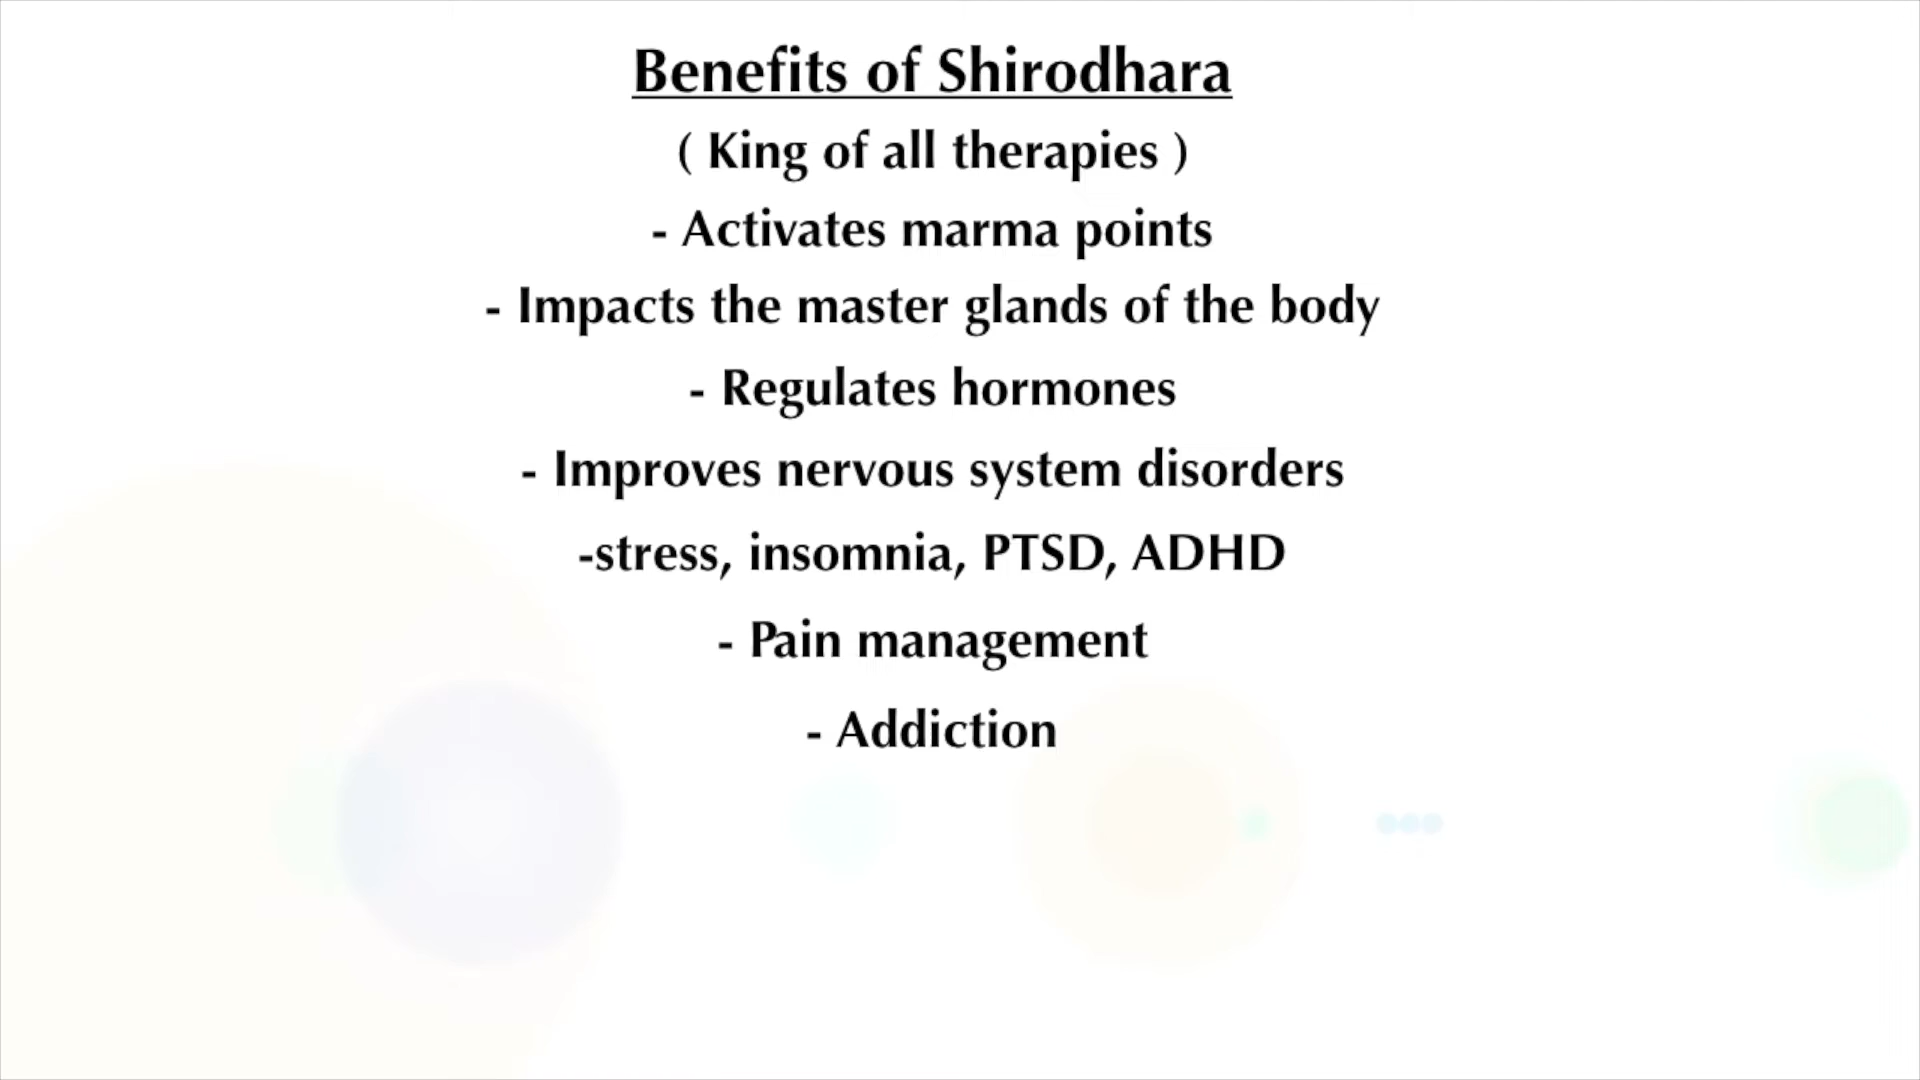 Benefits of Shirodhara
( King of all therapies )
- Activates marma points
- Impacts the master glands of the body
- Regulates hormones
- Improves nervous system disorders
-stress, insomnia, PTSD, ADHD
- Pain management
- Addiction